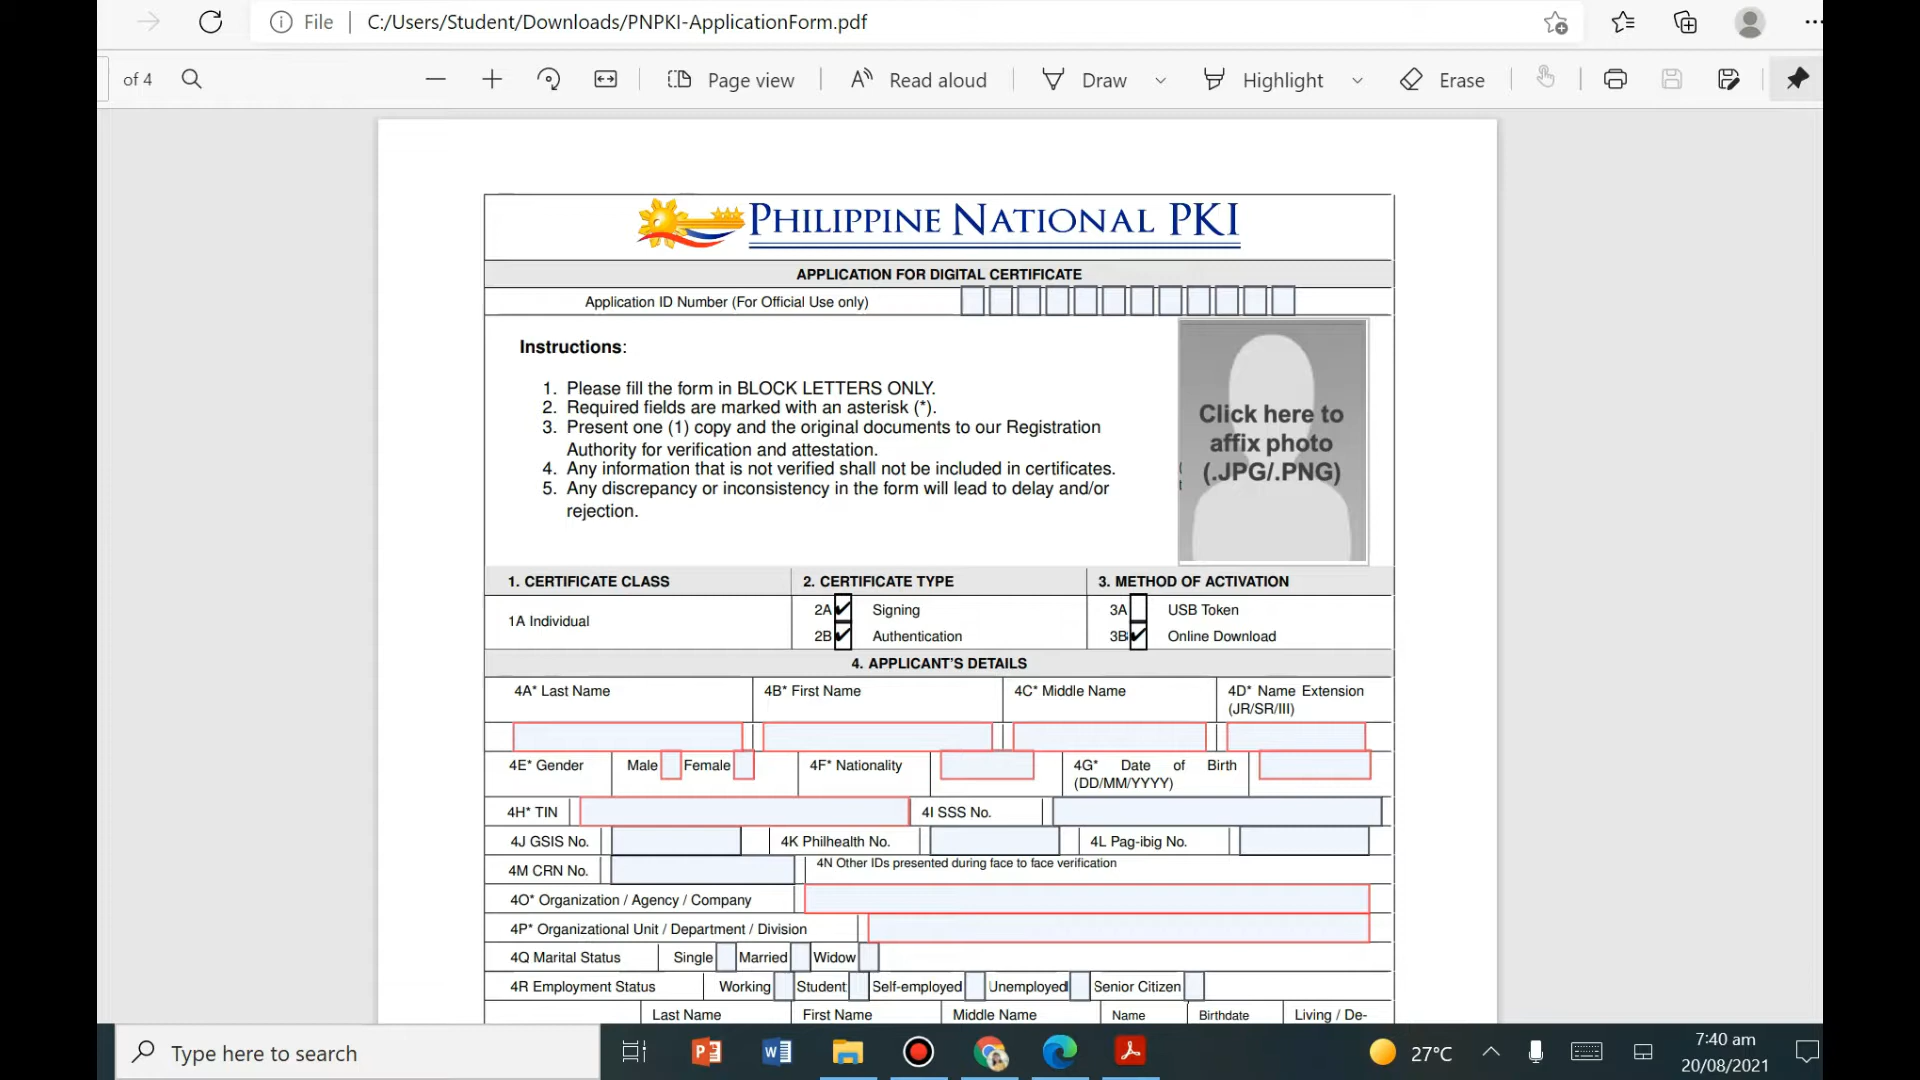 File
C:/Users/Student/Downloads/PNPKI-ApplicationForm.pdf
of 4
Page view
Read aloud
Draw
Highlight
Erase
PHILIPPINE NATIONAL PKI
APPLICATION FOR DIGITAL CERTIFICATE
Application ID Number (For Official Use only)
Instructions:
1. Please fill the form in BLOCK LETTERS ONLY.
2. Required fields are marked with an asterisk (*).
3. Present one (1) copy and the original documents to our Registration
Authority for verification and attestation.
4. Any information that is not verified shall not be included in certificates.
5. Any discrepancy or inconsistency in the form will lead to delay and/or
rejection.
Click here to
affix photo
(.JPG/.PNG)
1. CERTIFICATE CLASS
2. CERTIFICATE TYPE
3. METHOD OF ACTIVATION
1A Individual
2A Signing
3A USB Token
2B Authentication
3B Online Download
4. APPLICANT'S DETAILS
4A* Last Name
4B* First Name
4C* Middle Name
4D* Name Extension
(JR/SR/III)
4E* Gender
Male
Female
4F* Nationality
4G* Date of Birth
(DD/MM/YYYY)
4H* TIN
4I SSS No.
4J GSIS No.
4K Philhealth No.
4L Pag-ibig No.
4M CRN No.
4N Other IDs presented during face to face verification
4O* Organization / Agency / Company
4P* Organizational Unit / Department / Division
4Q Marital Status
Single
Married
Widow
4R Employment Status
Working
Student
Self-employed
Unemployed
Senior Citizen
Last Name
First Name
Middle Name
Name
Birthdate
Living / De-
Type here to search
27°C
7:40 am
20/08/2021